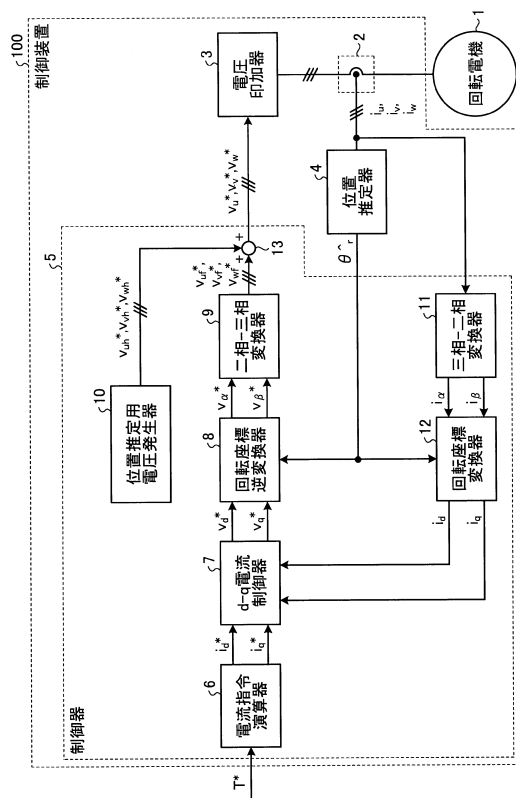 100
制御装置
5
制御器
T*
6
電流指令
演算器
i_d*
i_q*
7
d-q電流
制御器
v_d*
v_q*
8
回転座標
逆変換器
v_α*
v_β*
9
二相-三相
変換器
v_uf*,
v_vf*,
v_wf*
10
位置推定用
電圧発生器
v_uh*,v_vh*,v_wh*
+
+
13
v_u*,v_v*,v_w*
3
電圧
印加器
2
1
回転電機
i_u,i_v,i_w
4
位置
推定器
θ^_r
11
三相-二相
変換器
i_α
i_β
12
回転座標
変換器
i_d
i_q